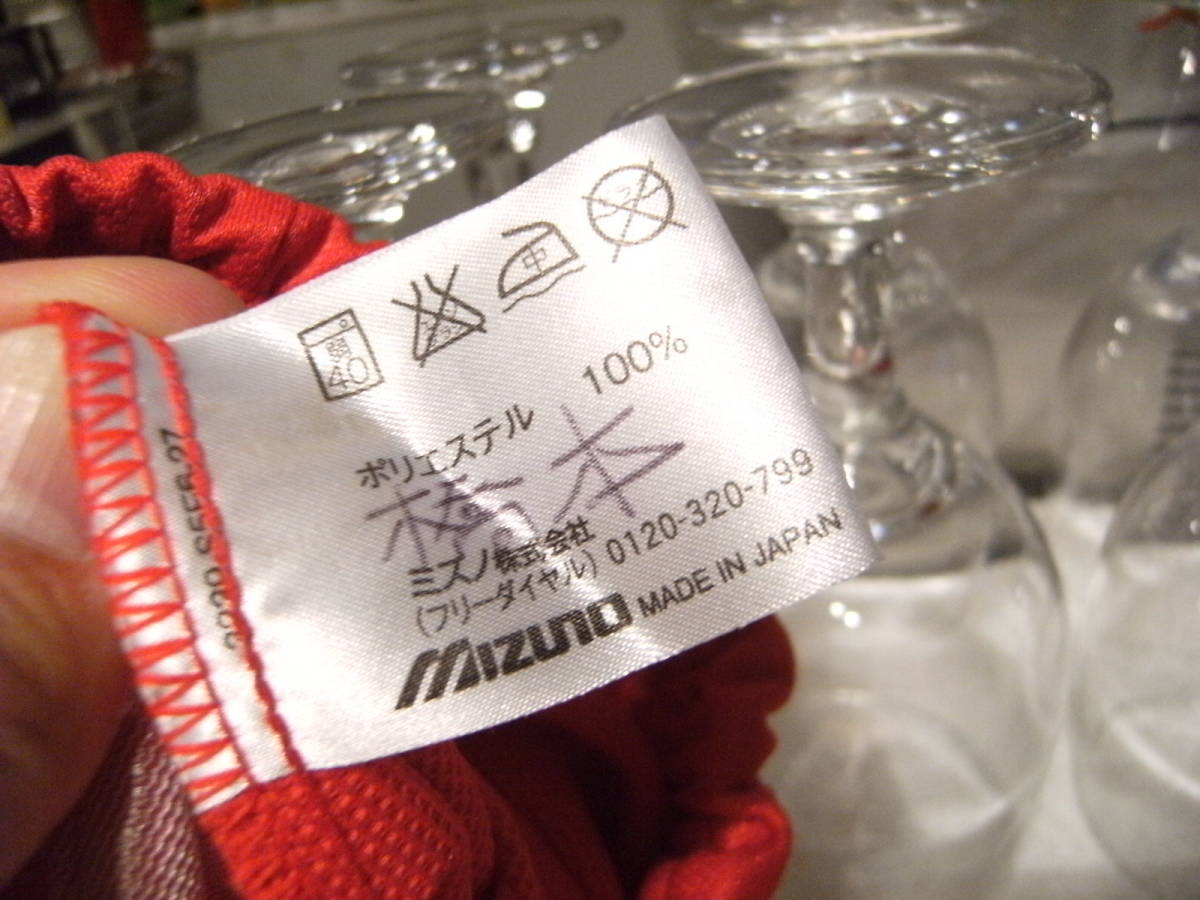 弱
40
中
ポリエステル 100%
橋本
ミズノ株式会社
(フリーダイヤル) 0120-320-799
MIZUNO MADE IN JAPAN